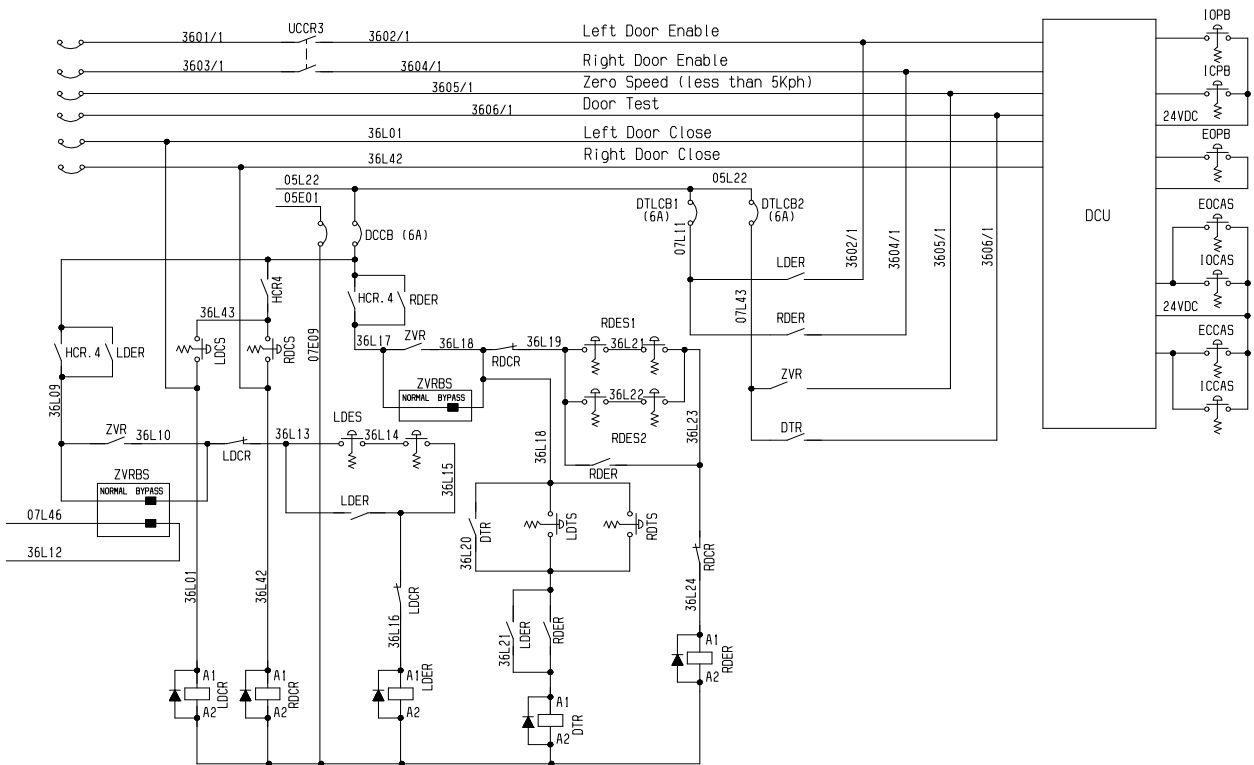 UCCR3
3601/1
3602/1
Left Door Enable
3603/1
3604/1
Right Door Enable
3605/1
Zero Speed (less than 5Kph)
3606/1
Door Test
36L01
Left Door Close
36L42
Right Door Close
IOPB
ICPB
24VDC
EOPB
EOCAS
IOCAS
24VDC
ECCAS
ICCAS
DCU
05L22
05E01
05L22
DCCB (6A)
DTLCB1
(6A)
DTLCB2
(6A)
07L11
07L43
3602/1
3604/1
3605/1
3606/1
LDER
RDER
ZVR
DTR
HCR4
36L43
LDCS
RDCS
07E09
HCR.4
RDER
HCR.4
LDER
36L09
36L17
ZVR
36L18
RDCR
36L19
RDES1
36L21
36L22
RDES2
36L23
RDER
ZVRBS
NORMAL BYPASS
ZVR
36L10
LDCR
36L13
LDES
36L14
36L15
LDER
36L18
ZVRBS
NORMAL BYPASS
07L46
36L12
DTR
36L20
LDTS
RDTS
RDCR
36L24
36L01
36L42
LDCR
36L16
36L21
LDER
RDER
A1
A2
LDCR
A1
A2
RDCR
A1
A2
LDER
A1
A2
DTR
A1
A2
RDER